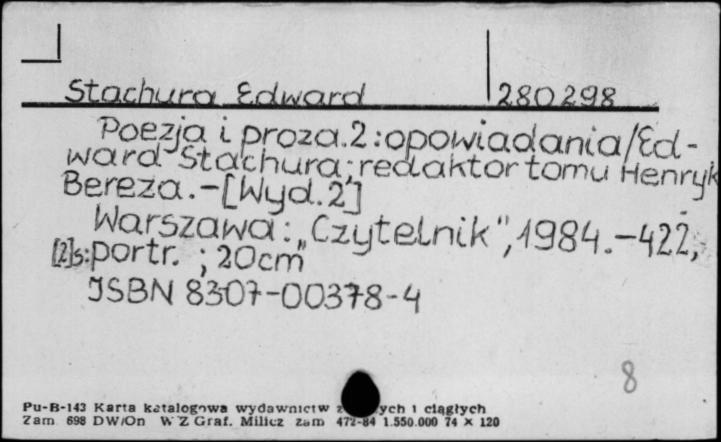 Stachura Edward 280298
Poezja i proza.2:opowiadania/Ed-
ward Stachura; redaktor tomu Henryk
Bereza.-[Wyd.2]
Warszawa: „Czytelnik", 1984.-422,
[2]s:portr. ; 20cm
ISBN 8307-00378-4
8
Pu-B-143 Karta katalogowa wydawnictw ych i ciągłych
Zam 698 DW/On WZ Graf. Milicz zam 472-84 1.550.000 74 x 120